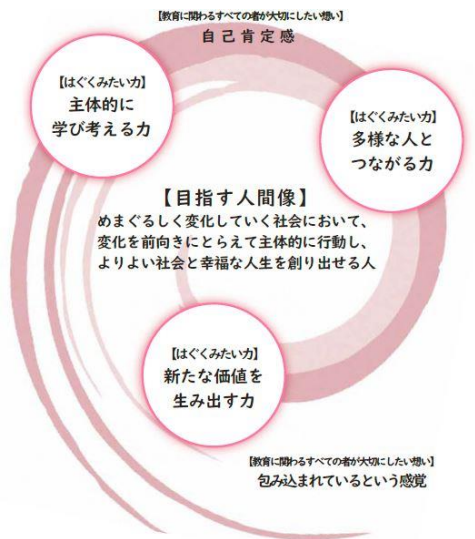 【教育に関わるすべての者が大切にしたい想い】
自己肯定感
【はぐくみたい力】
主体的に
学び考える力
【はぐくみたい力】
多様な人と
つながる力
【目指す人間像】
めまぐるしく変化していく社会において、
変化を前向きにとらえて主体的に行動し、
よりよい社会と幸福な人生を創り出せる人
【はぐくみたい力】
新たな価値を
生み出す力
【教育に関わるすべての者が大切にしたい想い】
包み込まれているという感覚